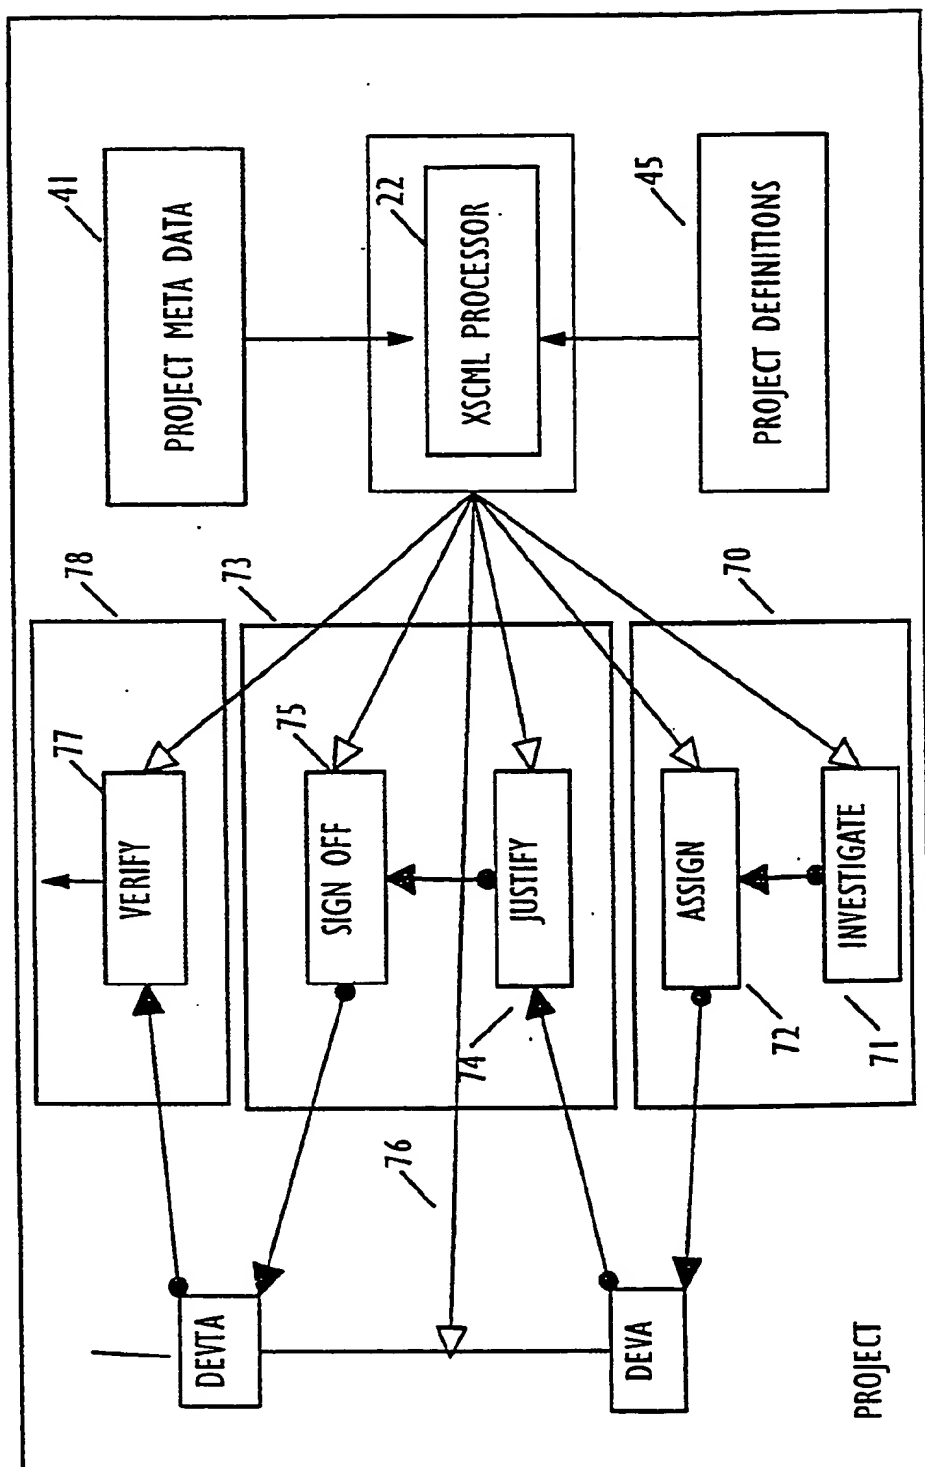 77
78
41
VERIFY
PROJECT META DATA
DEVTA
73
75
SIGN OFF
76
22
74
XSCML PROCESSOR
JUSTIFY
DEVA
45
ASSIGN
70
72
PROJECT DEFINITIONS
INVESTIGATE
PROJECT
71